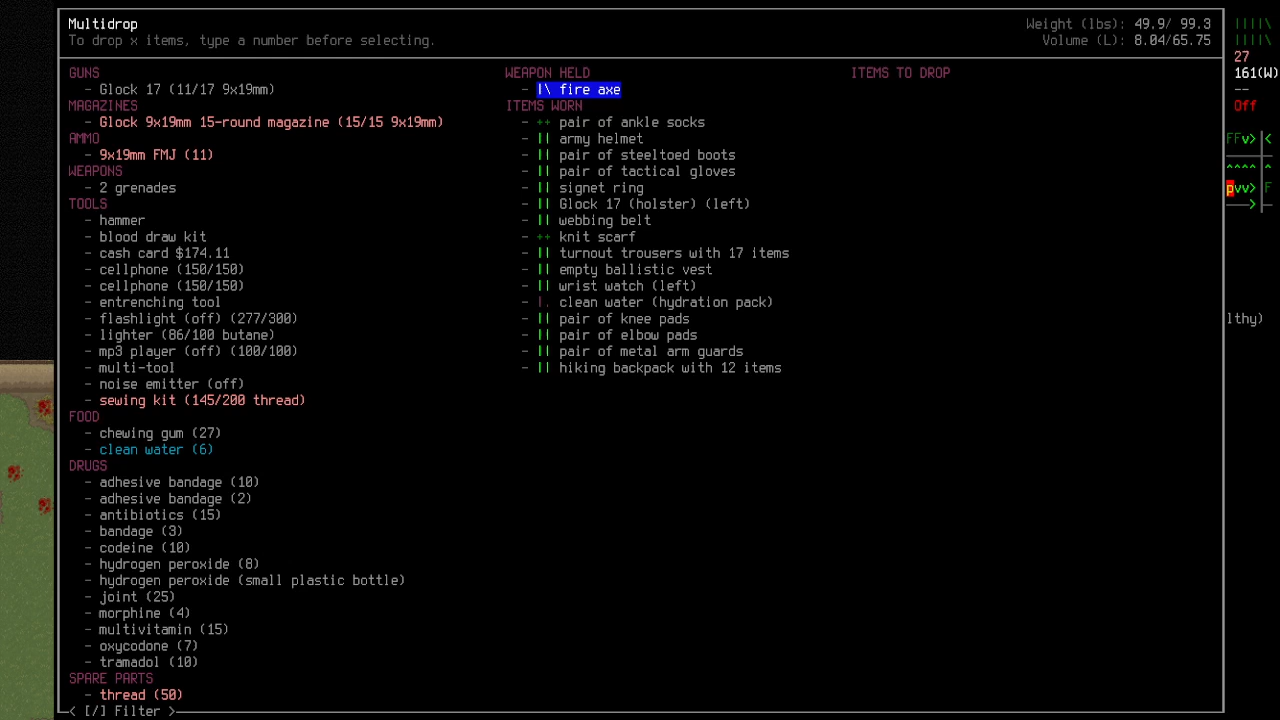 Multidrop
To drop x items, type a number before selecting.
Weight (lbs): 49.9/ 99.3
Volume (L): 8.04/65.75
GUNS
- Glock 17 (11/17 9x19mm)
MAGAZINES
- Glock 9x19mm 15-round magazine (15/15 9x19mm)
AMMO
- 9x19mm FMJ (11)
WEAPONS
- 2 grenades
TOOLS
- hammer
- blood draw kit
- cash card $174.11
- cellphone (150/150)
- cellphone (150/150)
- entrenching tool
- flashlight (off) (277/300)
- lighter (86/100 butane)
- mp3 player (off) (100/100)
- multi-tool
- noise emitter (off)
- sewing kit (145/200 thread)
FOOD
- chewing gum (27)
- clean water (6)
DRUGS
- adhesive bandage (10)
- adhesive bandage (2)
- antibiotics (15)
- bandage (3)
- codeine (10)
- hydrogen peroxide (8)
- hydrogen peroxide (small plastic bottle)
- joint (25)
- morphine (4)
- multivitamin (15)
- oxycodone (7)
- tramadol (10)
SPARE PARTS
- thread (50)
< [/] Filter >
WEAPON HELD
- |\ fire axe
ITEMS WORN
- ++ pair of ankle socks
- || army helmet
- || pair of steeltoed boots
- || pair of tactical gloves
- || signet ring
- || Glock 17 (holster) (left)
- || webbing belt
- ++ knit scarf
- || turnout trousers with 17 items
- || empty ballistic vest
- || wrist watch (left)
- |. clean water (hydration pack)
- || pair of knee pads
- || pair of elbow pads
- || pair of metal arm guards
- || hiking backpack with 12 items
ITEMS TO DROP
||||\
||||\
27
161(W)
--
Off
FFv>|<
^^^^|^
pvv>|F
-->|
lthy)